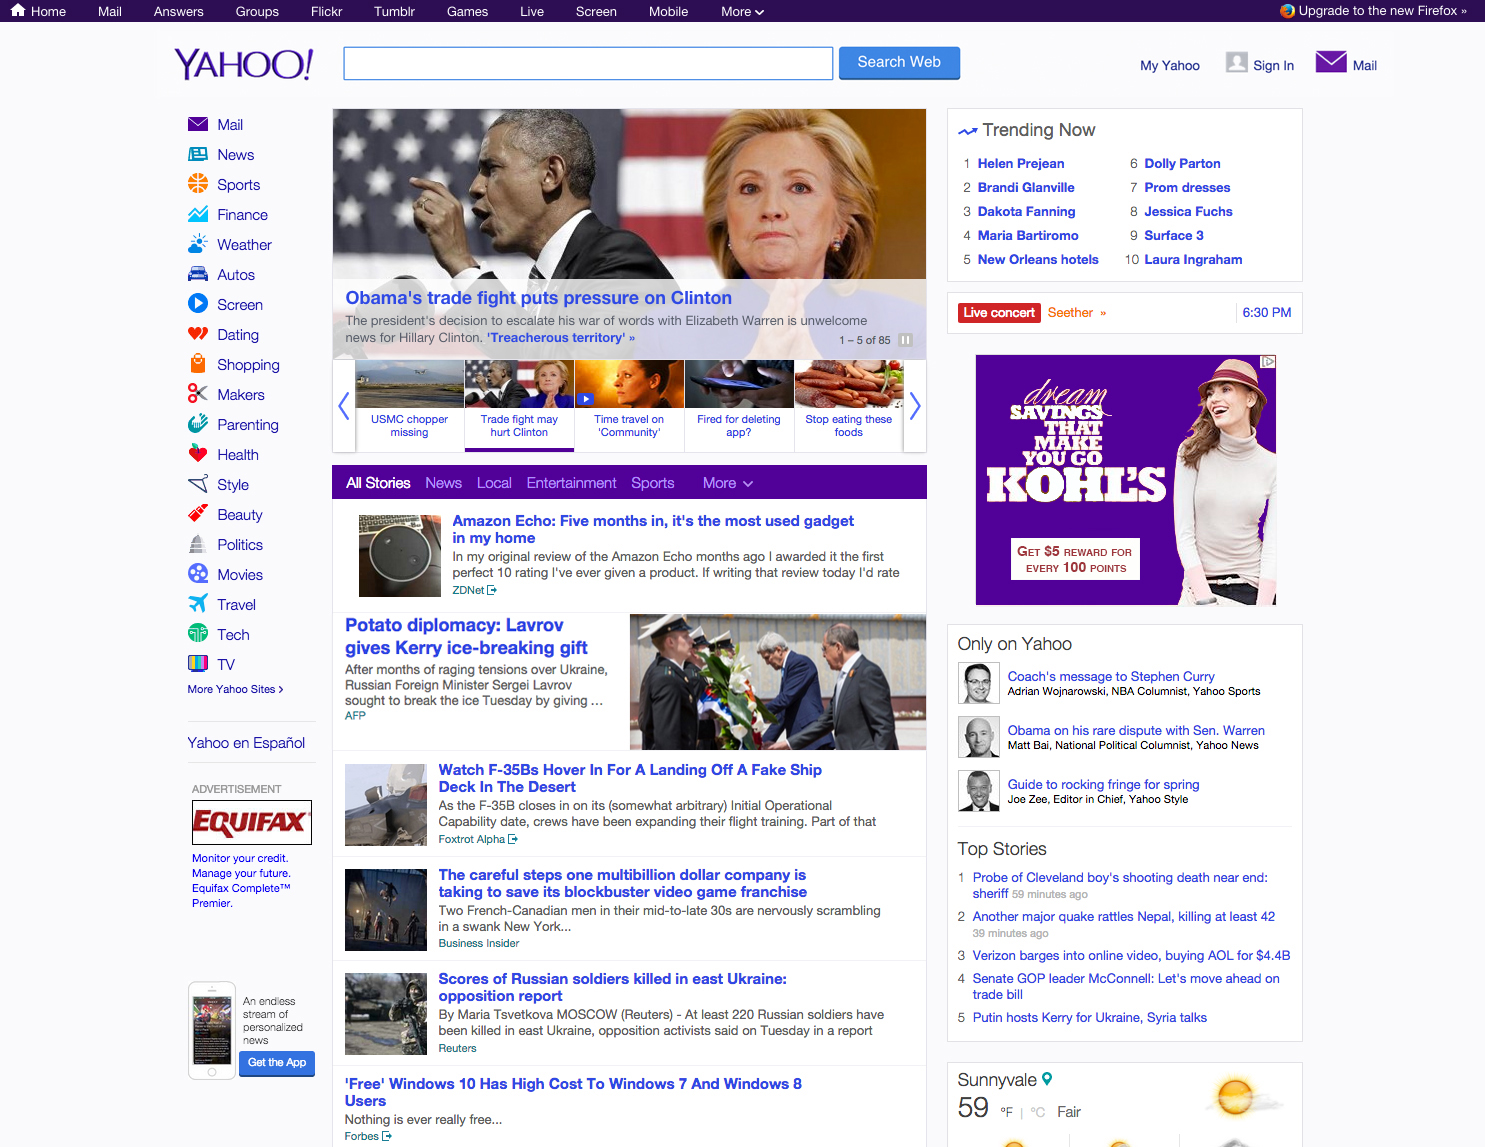 Home Mail Answers Groups Flickr Tumblr Games Live Screen Mobile More
Upgrade to the new Firefox »
YAHOO!
Search Web
My Yahoo Sign In Mail
Mail
News
Sports
Finance
Weather
Autos
Screen
Dating
Shopping
Makers
Parenting
Health
Style
Beauty
Politics
Movies
Travel
Tech
TV
More Yahoo Sites ›
Yahoo en Español
ADVERTISEMENT
EQUIFAX
Monitor your credit.
Manage your future.
Equifax Complete™
Premier.
An endless
stream of
personalized
news
Get the App
Obama's trade fight puts pressure on Clinton
The president's decision to escalate his war of words with Elizabeth Warren is unwelcome
news for Hillary Clinton. 'Treacherous territory' »
1 – 5 of 85
USMC chopper
missing
Trade fight may
hurt Clinton
Time travel on
'Community'
Fired for deleting
app?
Stop eating these
foods
All Stories News Local Entertainment Sports More
Amazon Echo: Five months in, it's the most used gadget
in my home
In my original review of the Amazon Echo months ago I awarded it the first
perfect 10 rating I've ever given a product. If writing that review today I'd rate
ZDNet
Potato diplomacy: Lavrov
gives Kerry ice-breaking gift
After months of raging tensions over Ukraine,
Russian Foreign Minister Sergei Lavrov
sought to break the ice Tuesday by giving ...
AFP
Watch F-35Bs Hover In For A Landing Off A Fake Ship
Deck In The Desert
As the F-35B closes in on its (somewhat arbitrary) Initial Operational
Capability date, crews have been expanding their flight training. Part of that
Foxtrot Alpha
The careful steps one multibillion dollar company is
taking to save its blockbuster video game franchise
Two French-Canadian men in their mid-to-late 30s are nervously scrambling
in a swank New York...
Business Insider
Scores of Russian soldiers killed in east Ukraine:
opposition report
By Maria Tsvetkova MOSCOW (Reuters) - At least 220 Russian soldiers have
been killed in east Ukraine, opposition activists said on Tuesday in a report
Reuters
'Free' Windows 10 Has High Cost To Windows 7 And Windows 8
Users
Nothing is ever really free...
Forbes
Trending Now
1 Helen Prejean
2 Brandi Glanville
3 Dakota Fanning
4 Maria Bartiromo
5 New Orleans hotels
6 Dolly Parton
7 Prom dresses
8 Jessica Fuchs
9 Surface 3
10 Laura Ingraham
Live concert Seether » 6:30 PM
dream
SAVINGS
THAT
MAKE
YOU GO
KOHL'S
GET $5 REWARD FOR
EVERY 100 POINTS
Only on Yahoo
Coach's message to Stephen Curry
Adrian Wojnarowski, NBA Columnist, Yahoo Sports
Obama on his rare dispute with Sen. Warren
Matt Bai, National Political Columnist, Yahoo News
Guide to rocking fringe for spring
Joe Zee, Editor in Chief, Yahoo Style
Top Stories
1 Probe of Cleveland boy's shooting death near end:
sheriff 59 minutes ago
2 Another major quake rattles Nepal, killing at least 42
39 minutes ago
3 Verizon barges into online video, buying AOL for $4.4B
4 Senate GOP leader McConnell: Let's move ahead on
trade bill
5 Putin hosts Kerry for Ukraine, Syria talks
Sunnyvale
59 °F | °C Fair